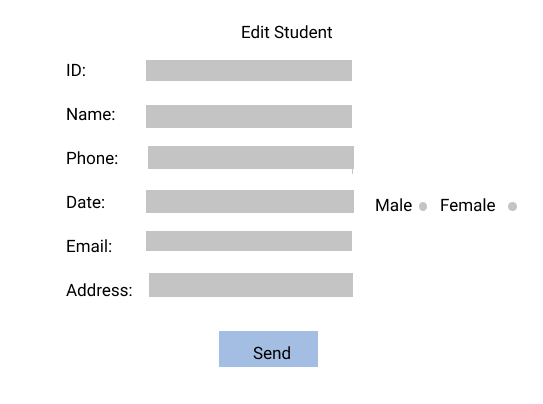 Edit Student
ID:
Name:
Phone:
Date:
Male Female
Email:
Address:
Send